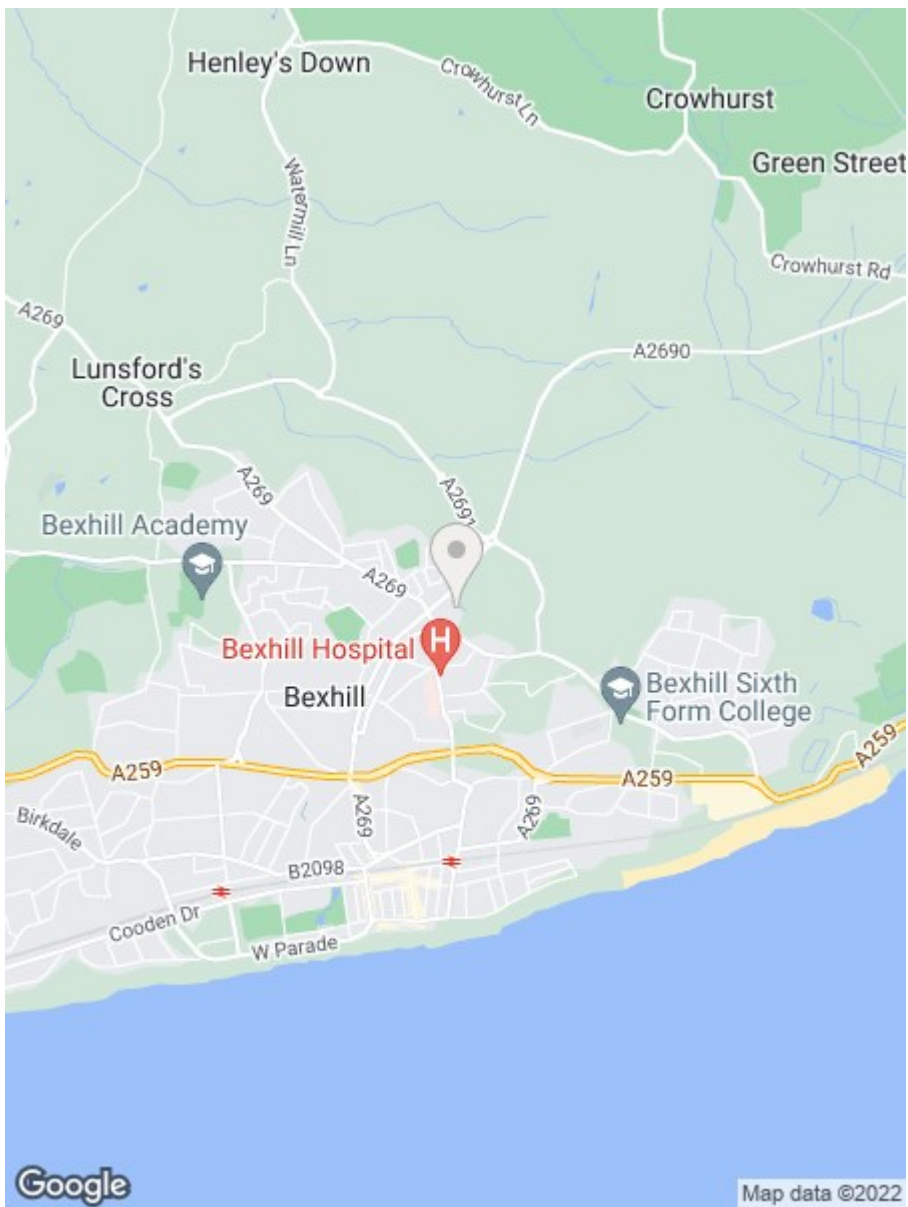 Henley's Down
Crowhurst Ln
Crowhurst
Green Street
Watermill Ln
Crowhurst Rd
A269
A2690
Lunsford's
Cross
A269
A2691
Bexhill Academy
A269
Bexhill Hospital
H
Bexhill
Bexhill Sixth
Form College
A259
A259
A259
Birkdale
A269
A269
B2098
Cooden Dr
W Parade
Google
Map data ©2022